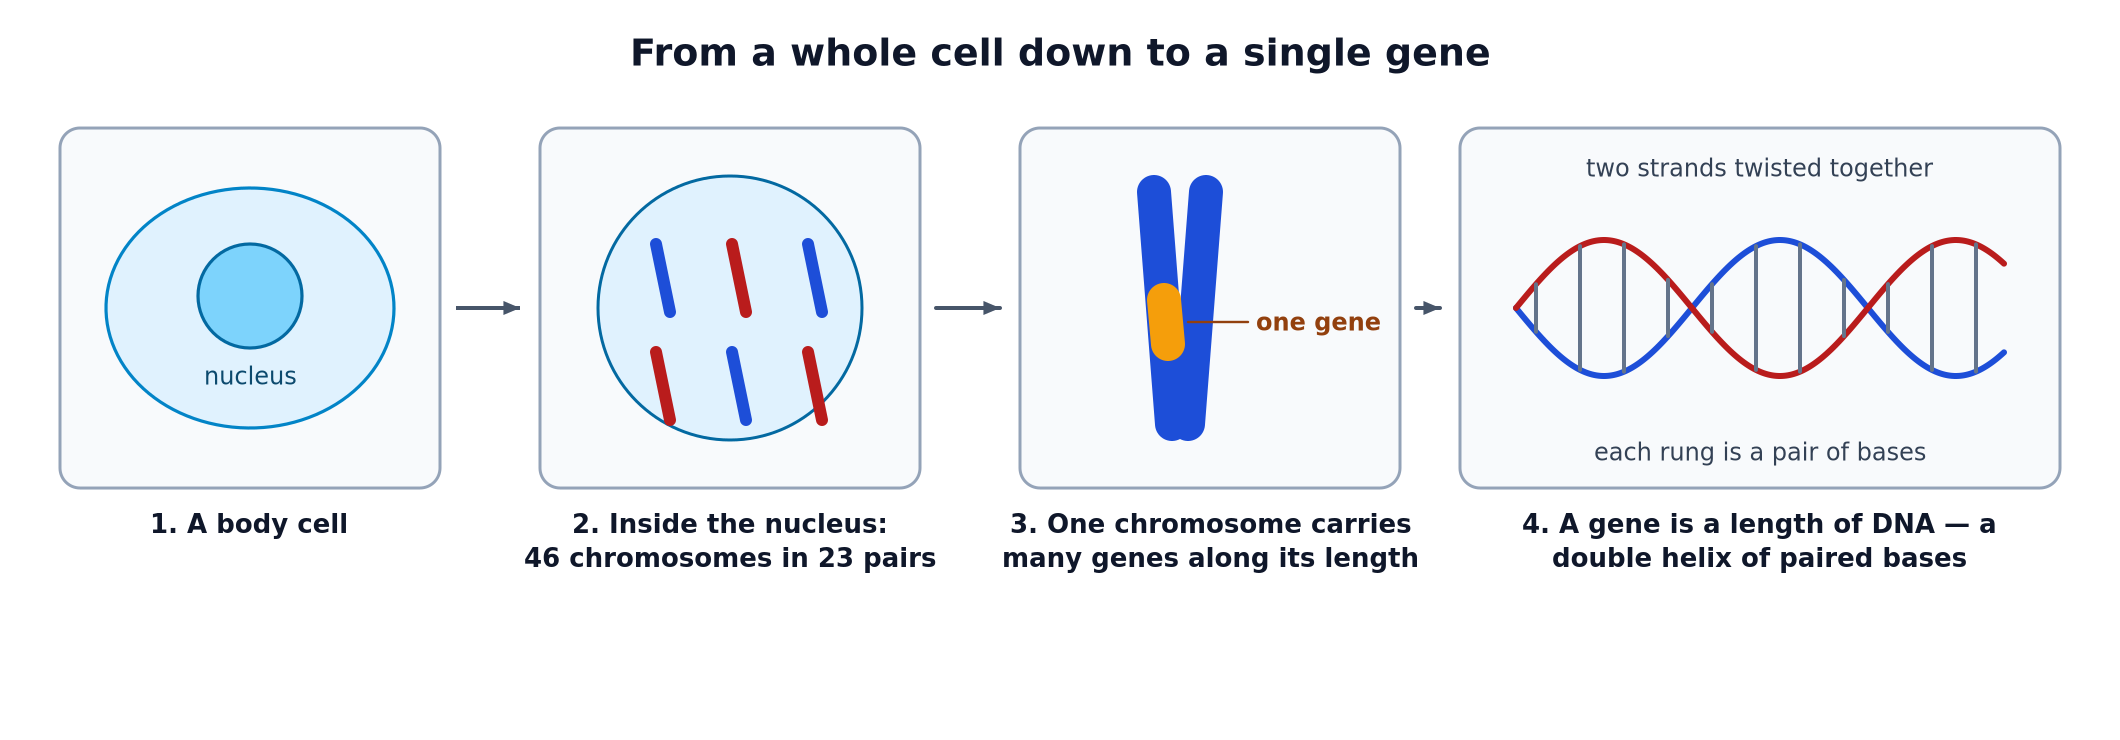 From a whole cell down to a single gene
nucleus
one gene
two strands twisted together
each rung is a pair of bases
1. A body cell
2. Inside the nucleus:
46 chromosomes in 23 pairs
3. One chromosome carries
many genes along its length
4. A gene is a length of DNA — a
double helix of paired bases